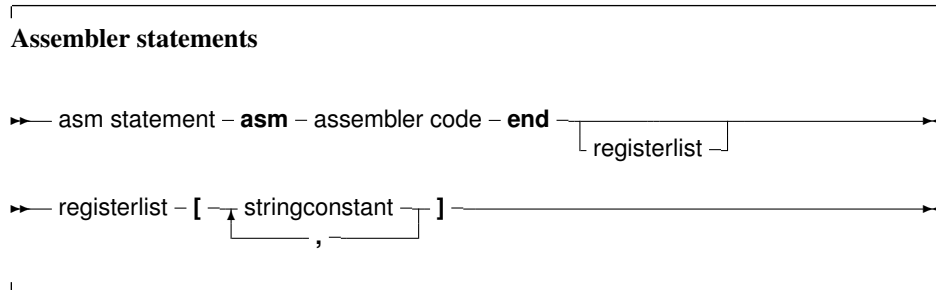 Assembler statements
asm statement asm assembler code end
registerlist
registerlist [ stringconstant ]
,